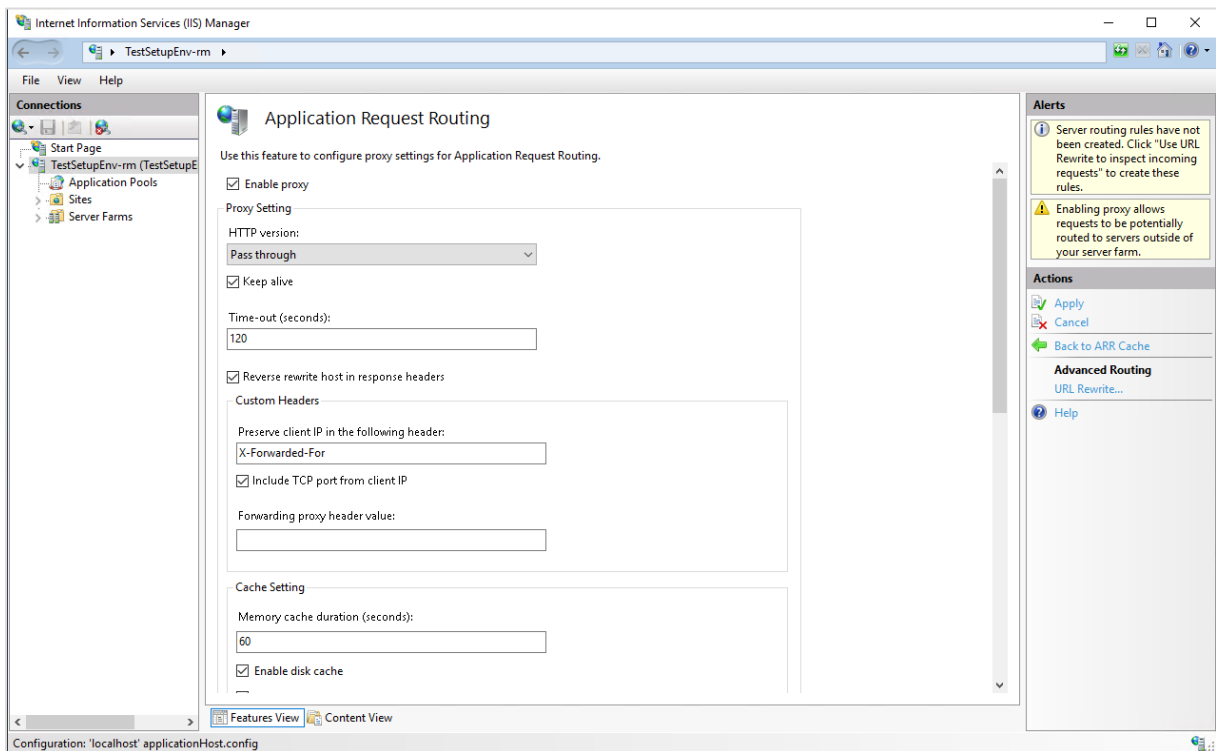 Internet Information Services (IIS) Manager
TestSetupEnv-rm
File View Help
Connections
Start Page
TestSetupEnv-rm (TestSetupE
Application Pools
Sites
Server Farms
Application Request Routing
Use this feature to configure proxy settings for Application Request Routing.
Enable proxy
Proxy Setting
HTTP version:
Pass through
Keep alive
Time-out (seconds):
120
Reverse rewrite host in response headers
Custom Headers
Preserve client IP in the following header:
X-Forwarded-For
Include TCP port from client IP
Forwarding proxy header value:
Cache Setting
Memory cache duration (seconds):
60
Enable disk cache
Features View Content View
Alerts
Server routing rules have not
been created. Click "Use URL
Rewrite to inspect incoming
requests" to create these
rules.
Enabling proxy allows
requests to be potentially
routed to servers outside of
your server farm.
Actions
Apply
Cancel
Back to ARR Cache
Advanced Routing
URL Rewrite...
Help
Configuration: 'localhost' applicationHost.config